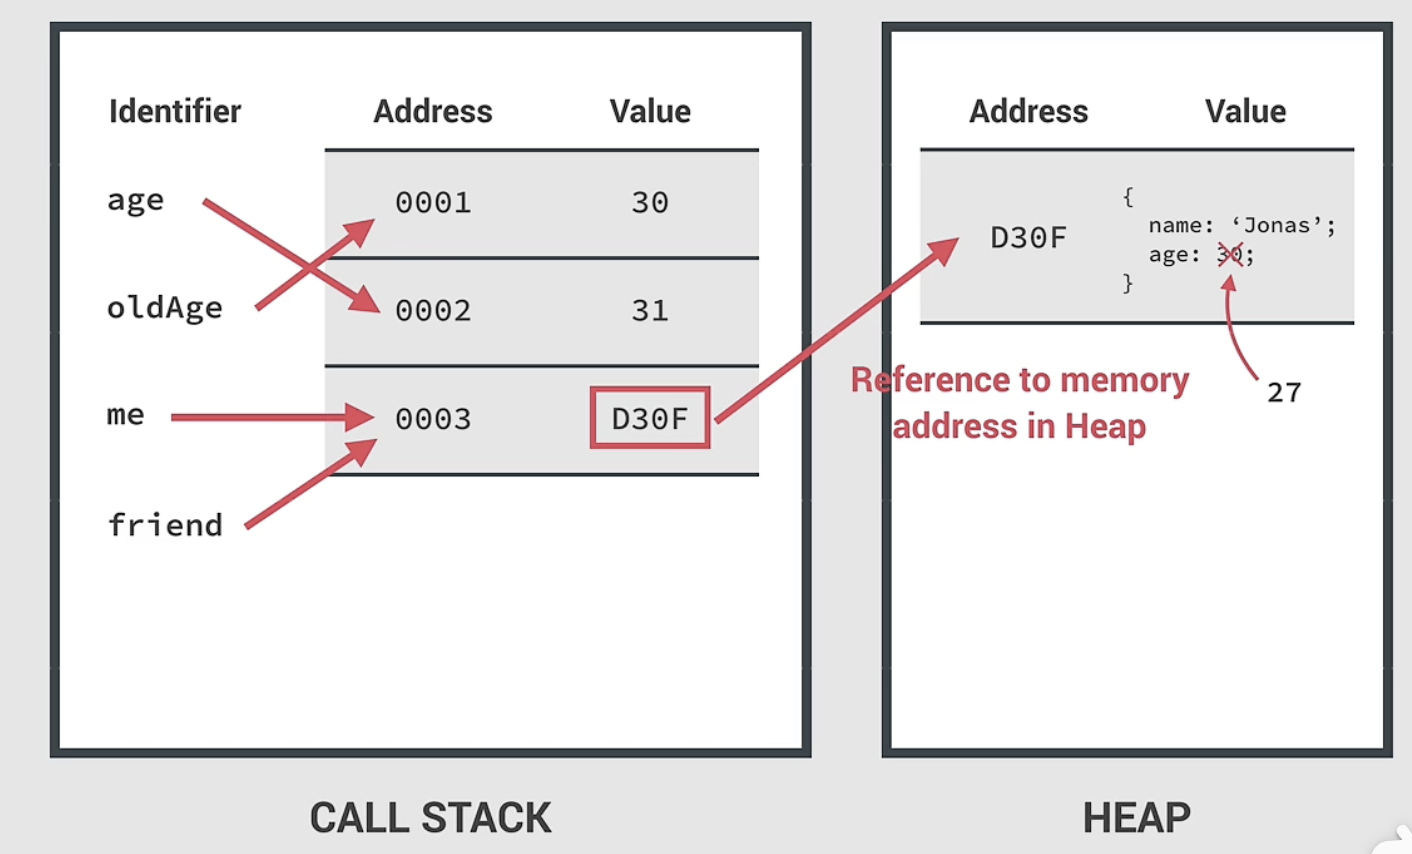 Identifier Address Value
age 0001 30
oldAge 0002 31
me 0003 D30F
friend
CALL STACK
Address Value
D30F
{
name: ‘Jonas’;
age: 30;
}
27
Reference to memory
address in Heap
HEAP